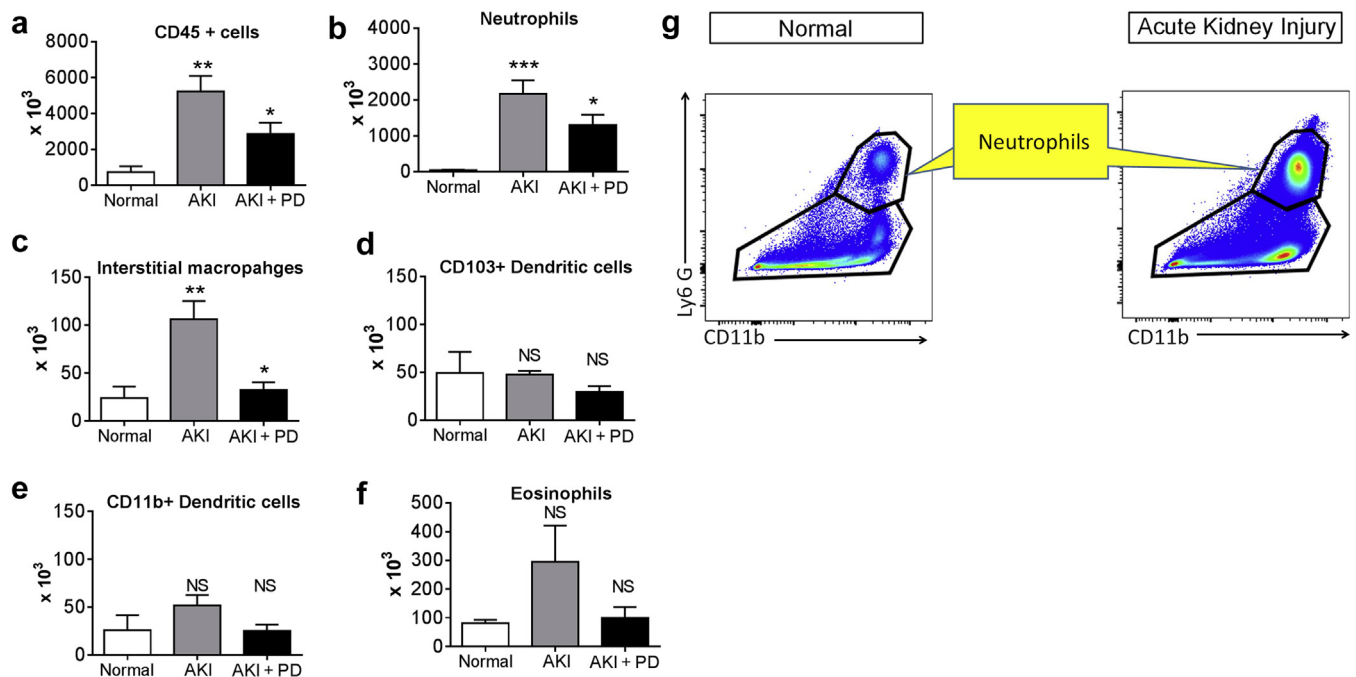 a
CD45 + cells
8000
6000
4000
2000
0
x 10³
**
*
Normal
AKI
AKI + PD
b
Neutrophils
4000
3000
2000
1000
0
x 10³
***
*
Normal
AKI
AKI + PD
c
Interstitial macropahges
150
100
50
0
x 10³
**
*
Normal
AKI
AKI + PD
d
CD103+ Dendritic cells
150
100
50
0
x 10³
NS
NS
Normal
AKI
AKI + PD
e
CD11b+ Dendritic cells
150
100
50
0
x 10³
NS
NS
Normal
AKI
AKI + PD
f
Eosinophils
500
400
300
200
100
0
x 10³
NS
NS
Normal
AKI
AKI + PD
g
Normal
Acute Kidney Injury
Neutrophils
Ly6 G
CD11b
CD11b